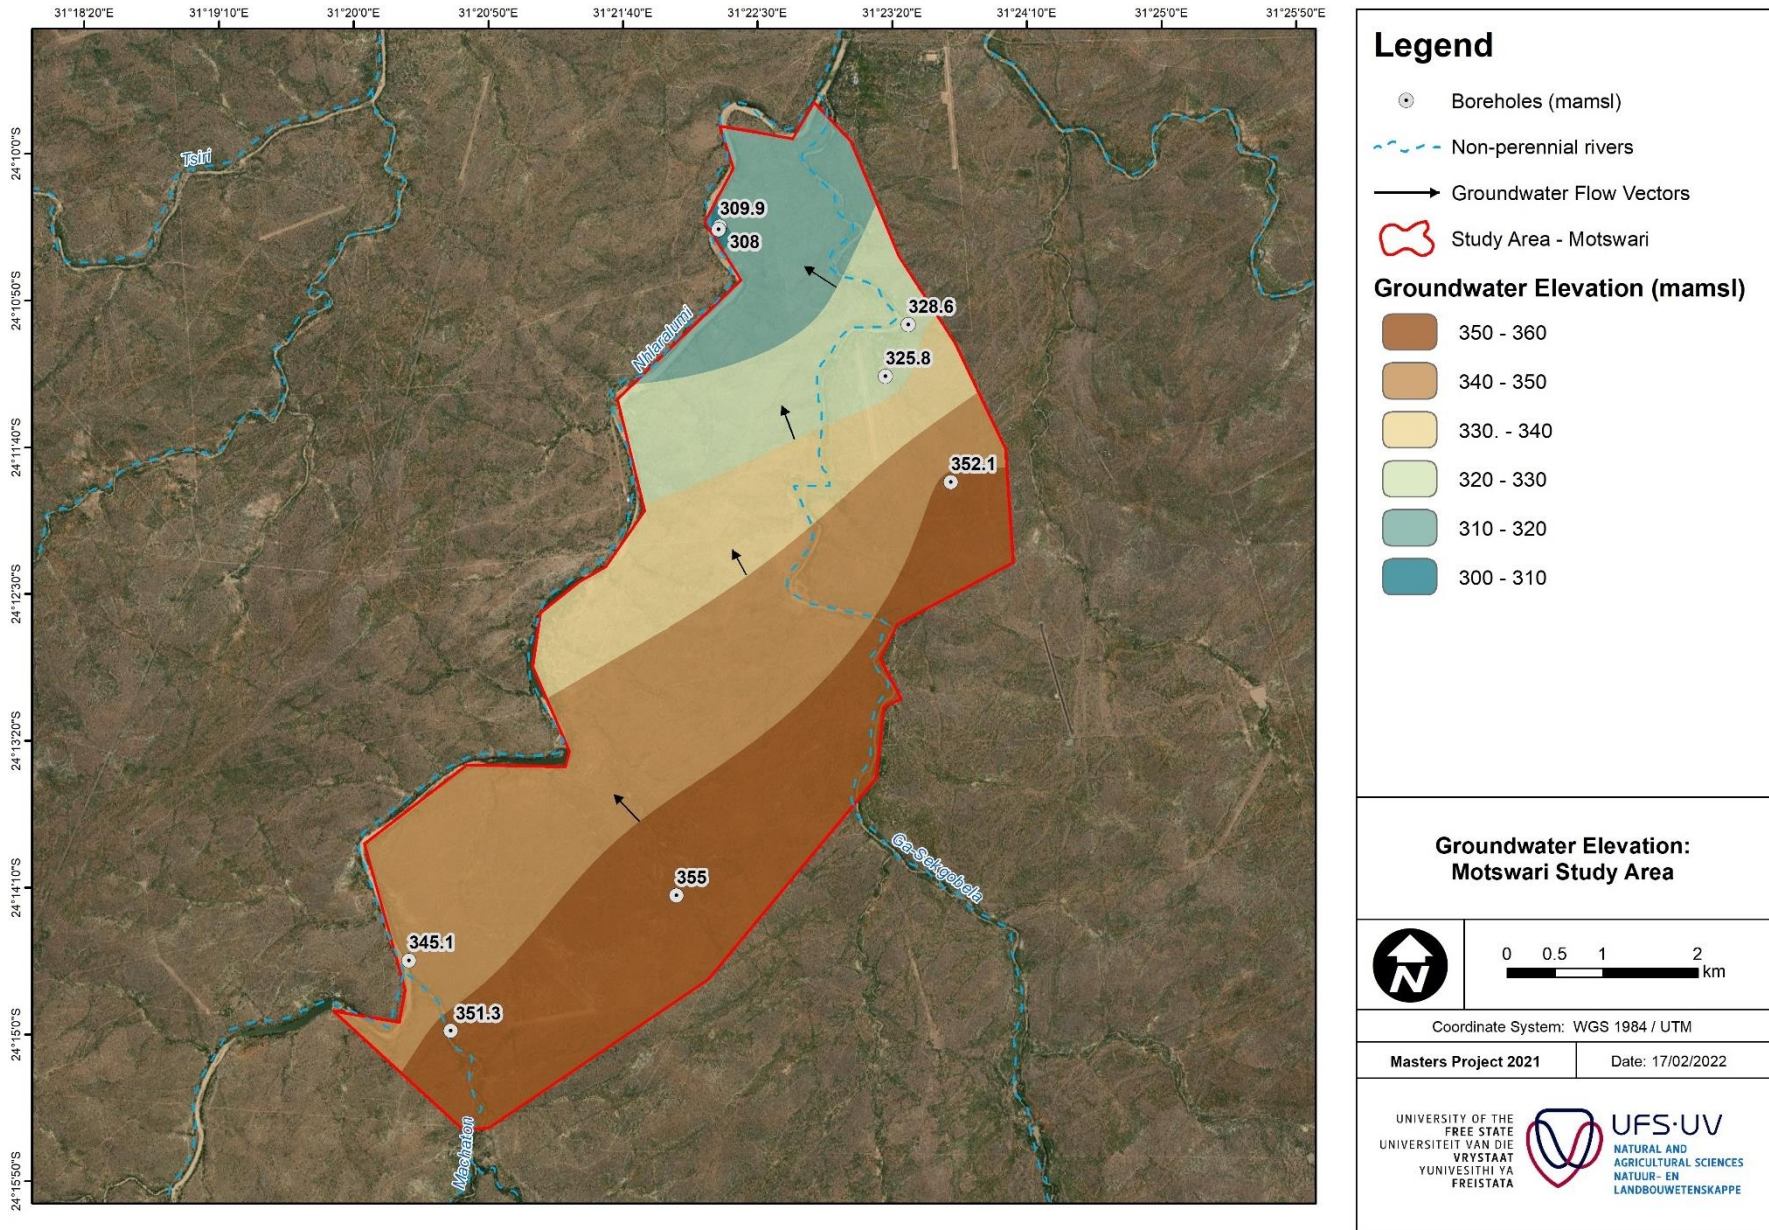 31°18'20"E 31°19'10"E 31°20'0"E 31°20'50"E 31°21'40"E 31°22'30"E 31°23'20"E 31°24'10"E 31°25'0"E 31°25'50"E
24°10'0"S
24°10'50"S
24°11'40"S
24°12'30"S
24°13'20"S
24°14'10"S
24°15'0"S
24°15'50"S
Tsiri
309.9
308
Nhlaralumi
328.6
325.8
352.1
Ga-Sekgobela
355
345.1
351.3
Machaton
Legend
Boreholes (mamsl)
Non-perennial rivers
Groundwater Flow Vectors
Study Area - Motswari
Groundwater Elevation (mamsl)
350 - 360
340 - 350
330. - 340
320 - 330
310 - 320
300 - 310
Groundwater Elevation:
Motswari Study Area
N
0 0.5 1 2
km
Coordinate System: WGS 1984 / UTM
Masters Project 2021
Date: 17/02/2022
UNIVERSITY OF THE
FREE STATE
UNIVERSITEIT VAN DIE
VRYSTAAT
YUNIVESITHI YA
FREISTATA
UFS·UV
NATURAL AND
AGRICULTURAL SCIENCES
NATUUR- EN
LANDBOUWETENSKAPPE